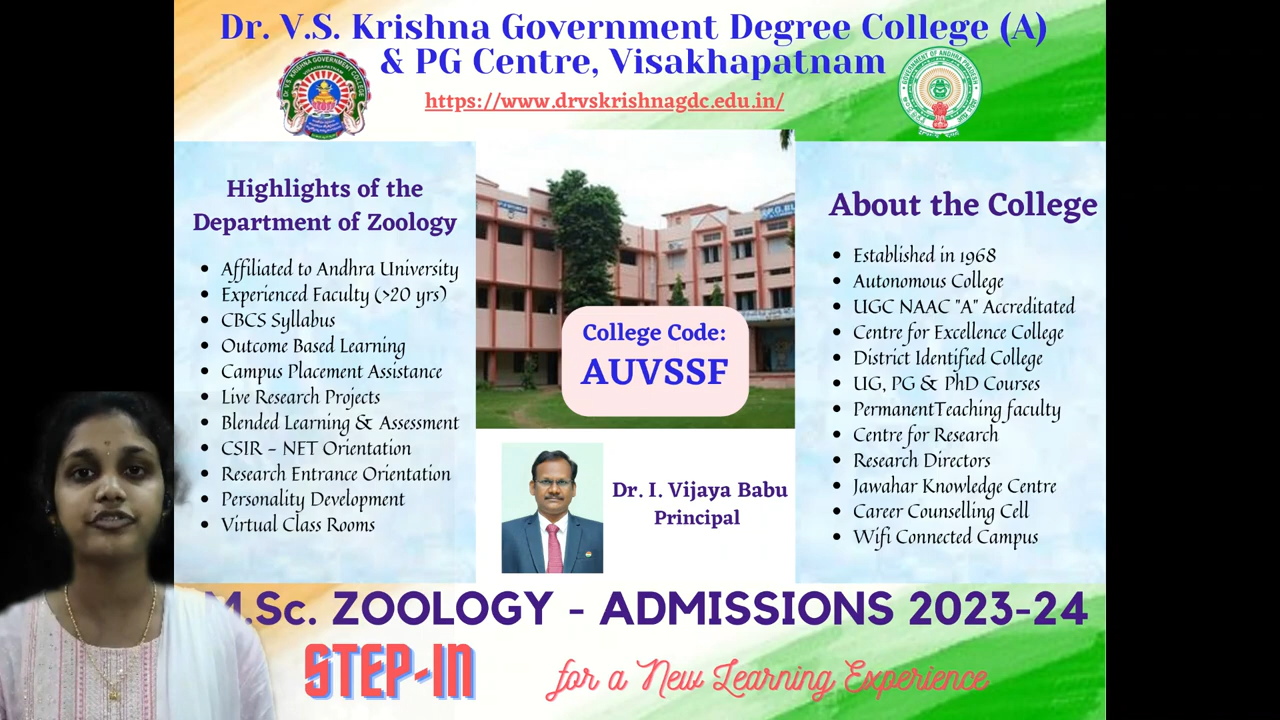 Dr. V.S. Krishna Government Degree College (A)
& PG Centre, Visakhapatnam
https://www.drvskrishnagdc.edu.in/
Highlights of the
Department of Zoology
• Affiliated to Andhra University
• Experienced Faculty (>20 yrs)
• CBCS Syllabus
• Outcome Based Learning
• Campus Placement Assistance
• Live Research Projects
• Blended Learning & Assessment
• CSIR – NET Orientation
• Research Entrance Orientation
• Personality Development
• Virtual Class Rooms
College Code:
AUVSSF
Dr. I. Vijaya Babu
Principal
About the College
• Established in 1968
• Autonomous College
• UGC NAAC "A" Accreditated
• Centre for Excellence College
• District Identified College
• UG, PG & PhD Courses
• PermanentTeaching faculty
• Centre for Research
• Research Directors
• Jawahar Knowledge Centre
• Career Counselling Cell
• Wifi Connected Campus
M.Sc. ZOOLOGY - ADMISSIONS 2023-24
STEP-IN
for a New Learning Experience